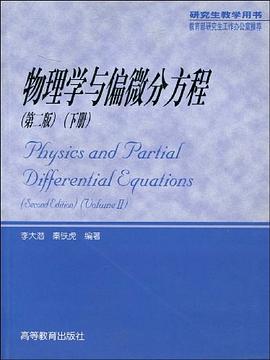 研究生教学用书
教育部研究生工作办公室推荐
物理学与偏微分方程
(第二版) (下册)
Physics and Partial
Differential Equations
(Second Edition) (Volume II)
李大潜 秦铁虎 编著
高等教育出版社